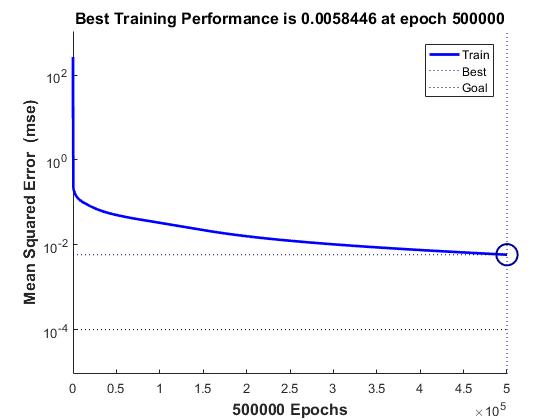 Best Training Performance is 0.0058446 at epoch 500000
Mean Squared Error (mse)
10^2
10^0
10^-2
10^-4
Train
Best
Goal
0 0.5 1 1.5 2 2.5 3 3.5 4 4.5 5
×10^5
500000 Epochs